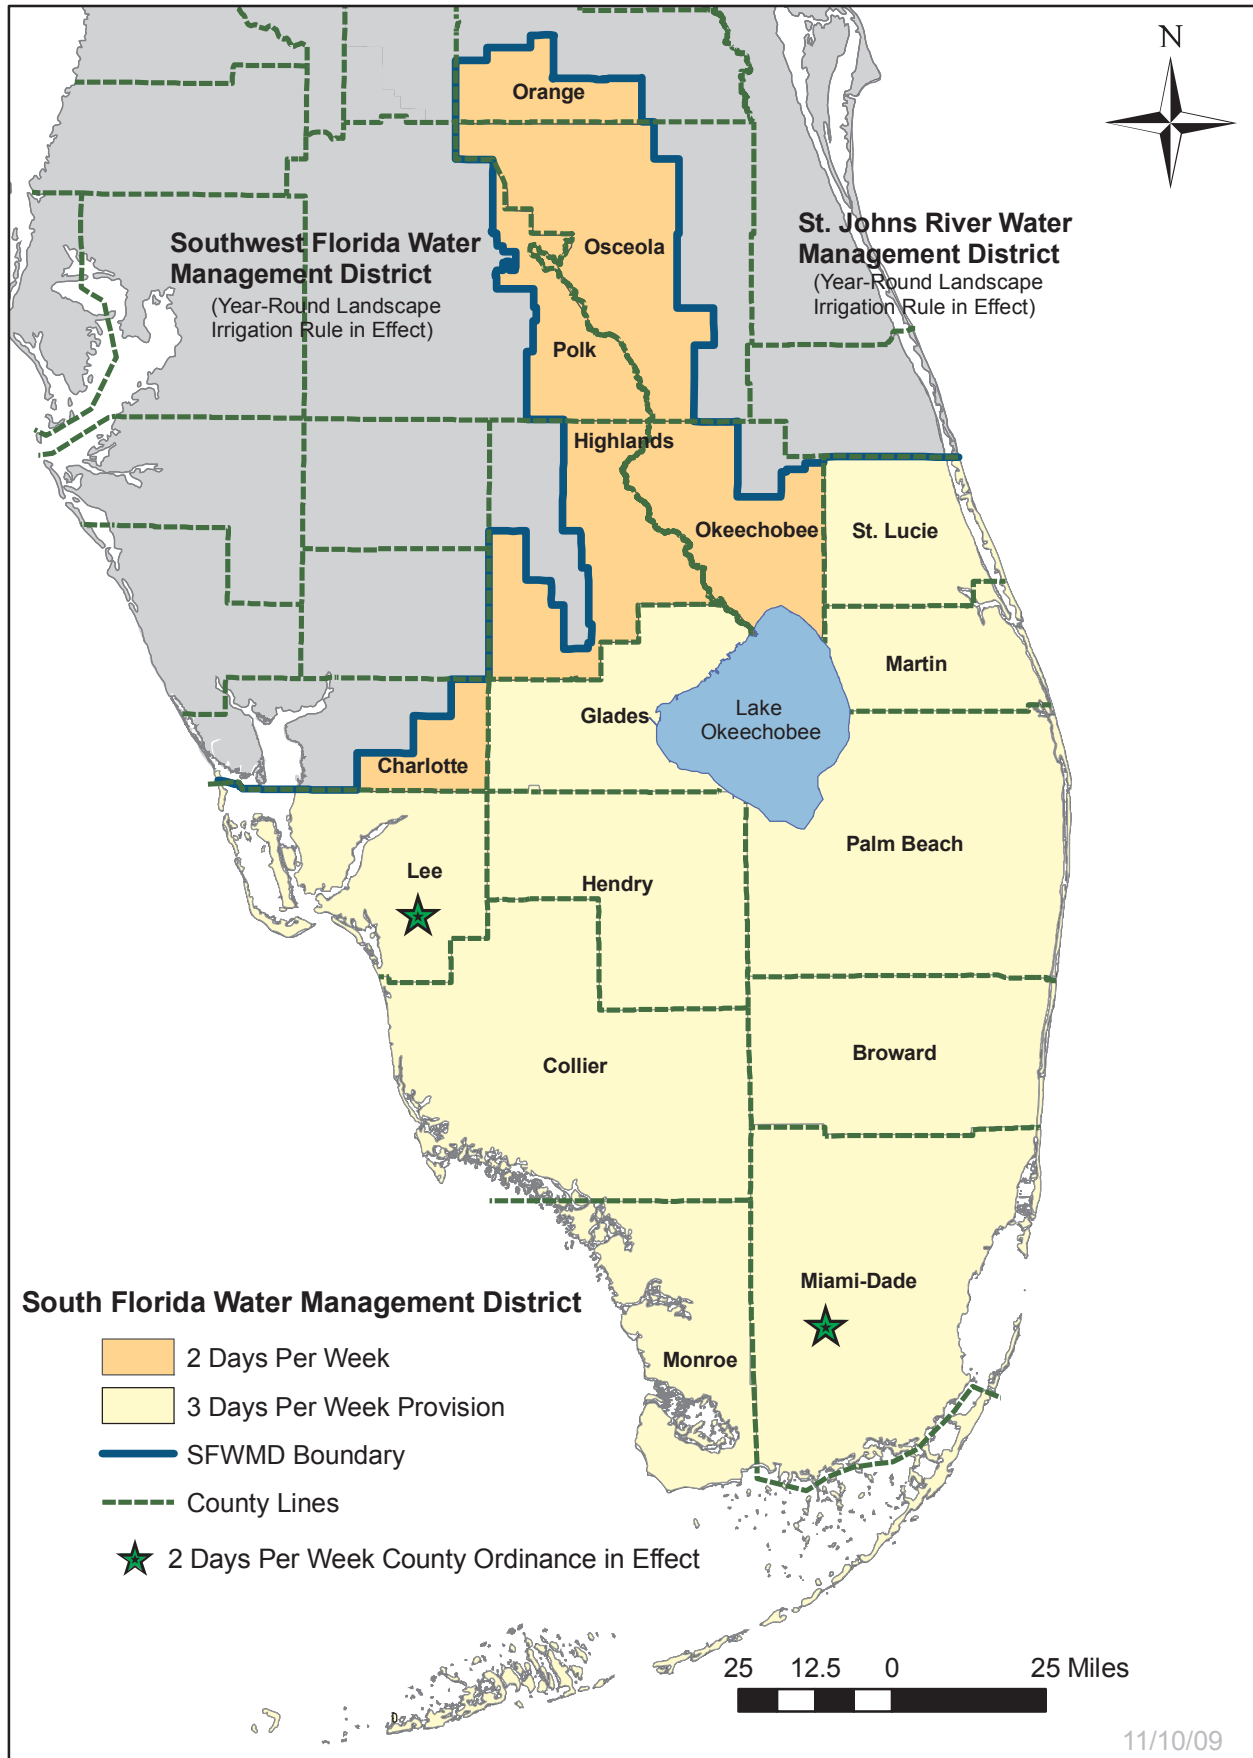 N
Orange
Southwest Florida Water
Management District
(Year-Round Landscape
Irrigation Rule in Effect)
St. Johns River Water
Management District
(Year-Round Landscape
Irrigation Rule in Effect)
Osceola
Polk
Highlands
Okeechobee
St. Lucie
Martin
Glades
Lake
Okeechobee
Charlotte
Palm Beach
Lee
Hendry
Broward
Collier
Miami-Dade
Monroe
South Florida Water Management District
2 Days Per Week
3 Days Per Week Provision
SFWMD Boundary
County Lines
2 Days Per Week County Ordinance in Effect
25 12.5 0 25 Miles
11/10/09